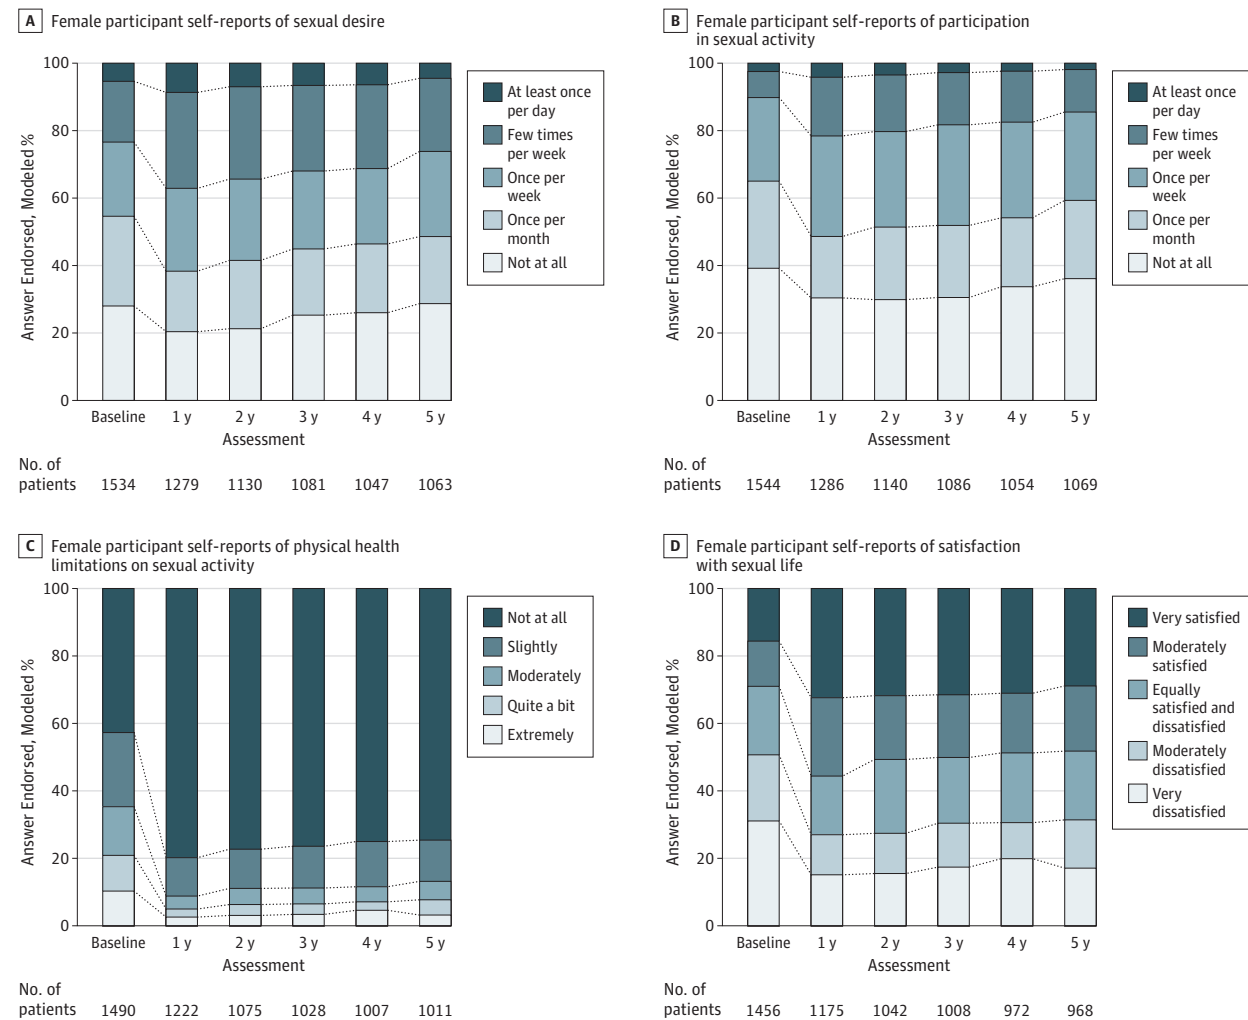 A Female participant self-reports of sexual desire
Answer Endorsed, Modeled %
100
80
60
40
20
0
Baseline 1 y 2 y 3 y 4 y 5 y
Assessment
No. of
patients 1534 1279 1130 1081 1047 1063
At least once
per day
Few times
per week
Once per
week
Once per
month
Not at all
B Female participant self-reports of participation
in sexual activity
Answer Endorsed, Modeled %
100
80
60
40
20
0
Baseline 1 y 2 y 3 y 4 y 5 y
Assessment
No. of
patients 1544 1286 1140 1086 1054 1069
At least once
per day
Few times
per week
Once per
week
Once per
month
Not at all
C Female participant self-reports of physical health
limitations on sexual activity
Answer Endorsed, Modeled %
100
80
60
40
20
0
Baseline 1 y 2 y 3 y 4 y 5 y
Assessment
No. of
patients 1490 1222 1075 1028 1007 1011
Not at all
Slightly
Moderately
Quite a bit
Extremely
D Female participant self-reports of satisfaction
with sexual life
Answer Endorsed, Modeled %
100
80
60
40
20
0
Baseline 1 y 2 y 3 y 4 y 5 y
Assessment
No. of
patients 1456 1175 1042 1008 972 968
Very satisfied
Moderately
satisfied
Equally
satisfied and
dissatisfied
Moderately
dissatisfied
Very
dissatisfied